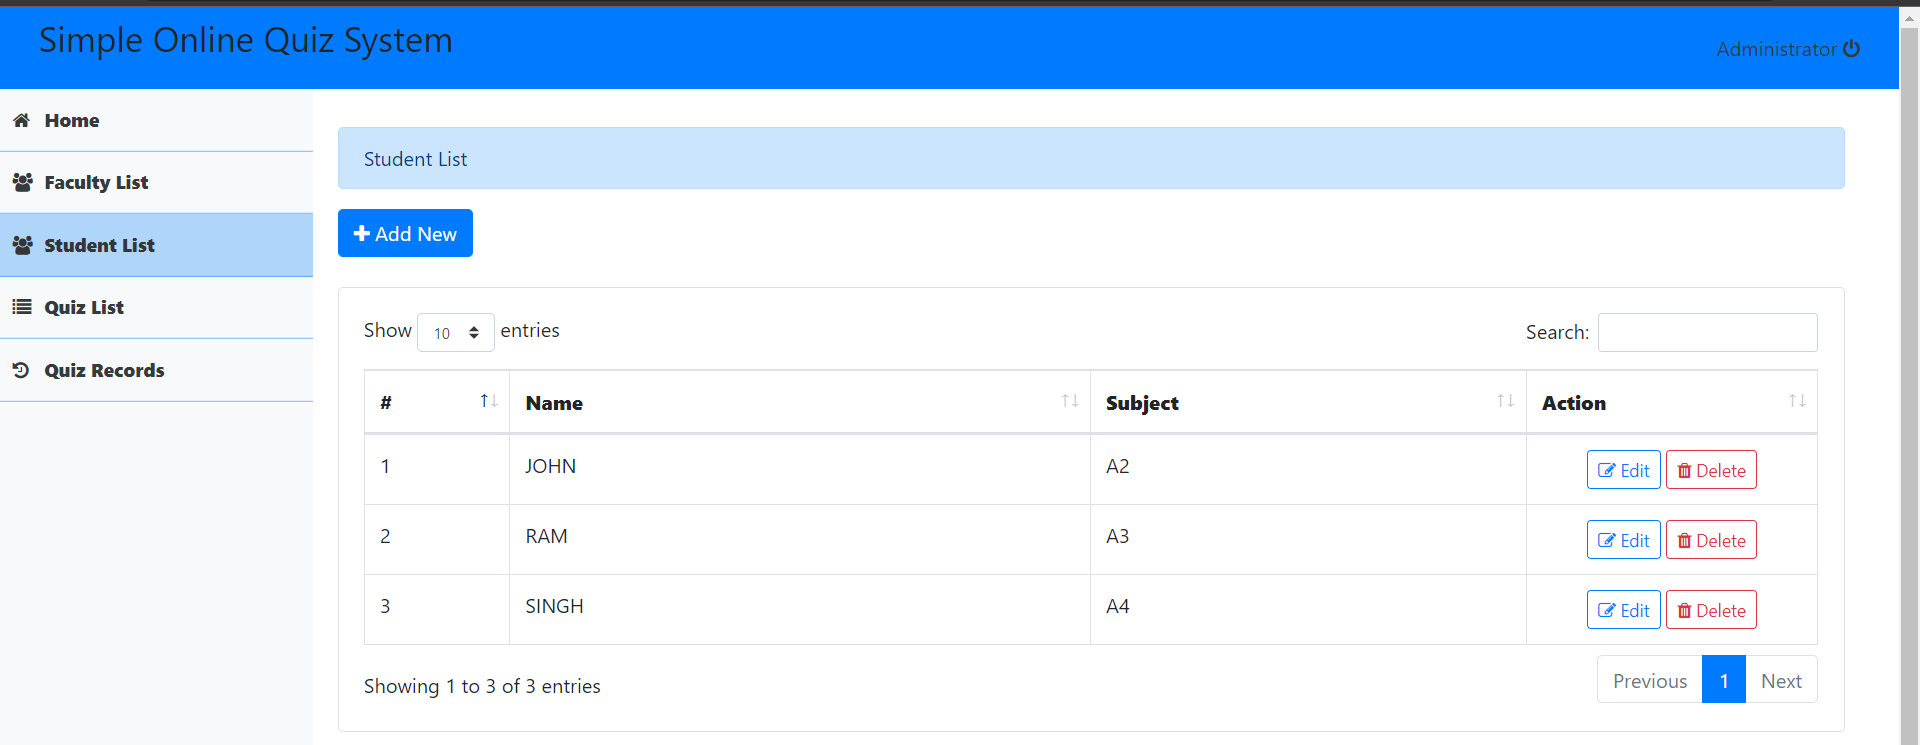 Simple Online Quiz System
Administrator
Home
Faculty List
Student List
Quiz List
Quiz Records
Student List
Add New
Show 10 entries
Search:
# Name Subject Action
1 JOHN A2 Edit Delete
2 RAM A3 Edit Delete
3 SINGH A4 Edit Delete
Showing 1 to 3 of 3 entries
Previous 1 Next